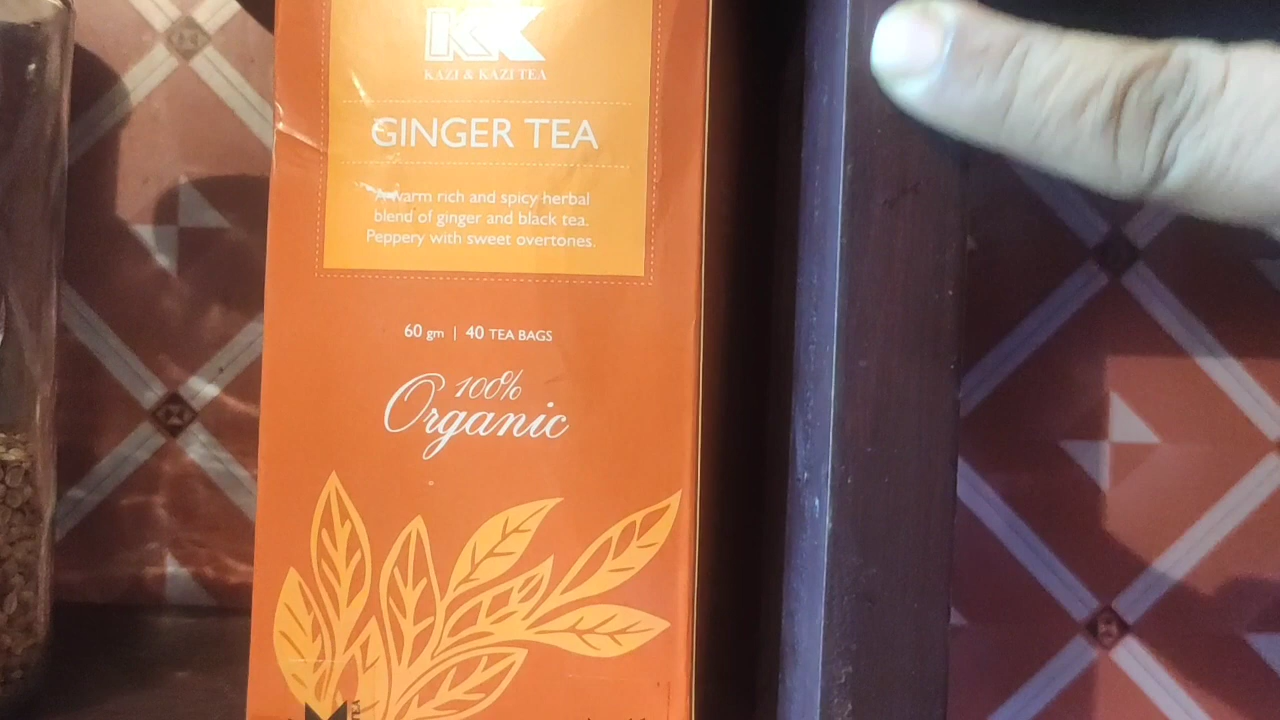 KK
KAZI & KAZI TEA
GINGER TEA
A warm rich and spicy herbal
blend of ginger and black tea.
Peppery with sweet overtones.
60 gm | 40 TEA BAGS
100%
Organic
TEA